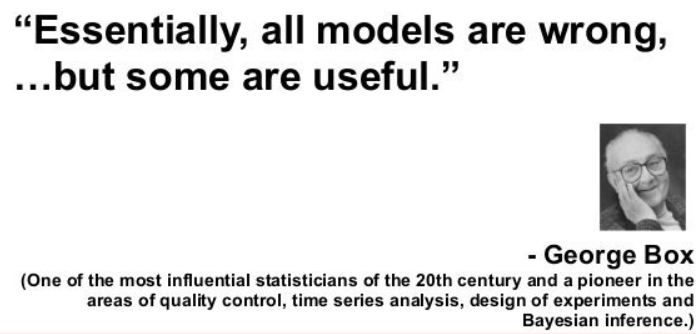 “Essentially, all models are wrong,
…but some are useful.”
- George Box
(One of the most influential statisticians of the 20th century and a pioneer in the
areas of quality control, time series analysis, design of experiments and
Bayesian inference.)